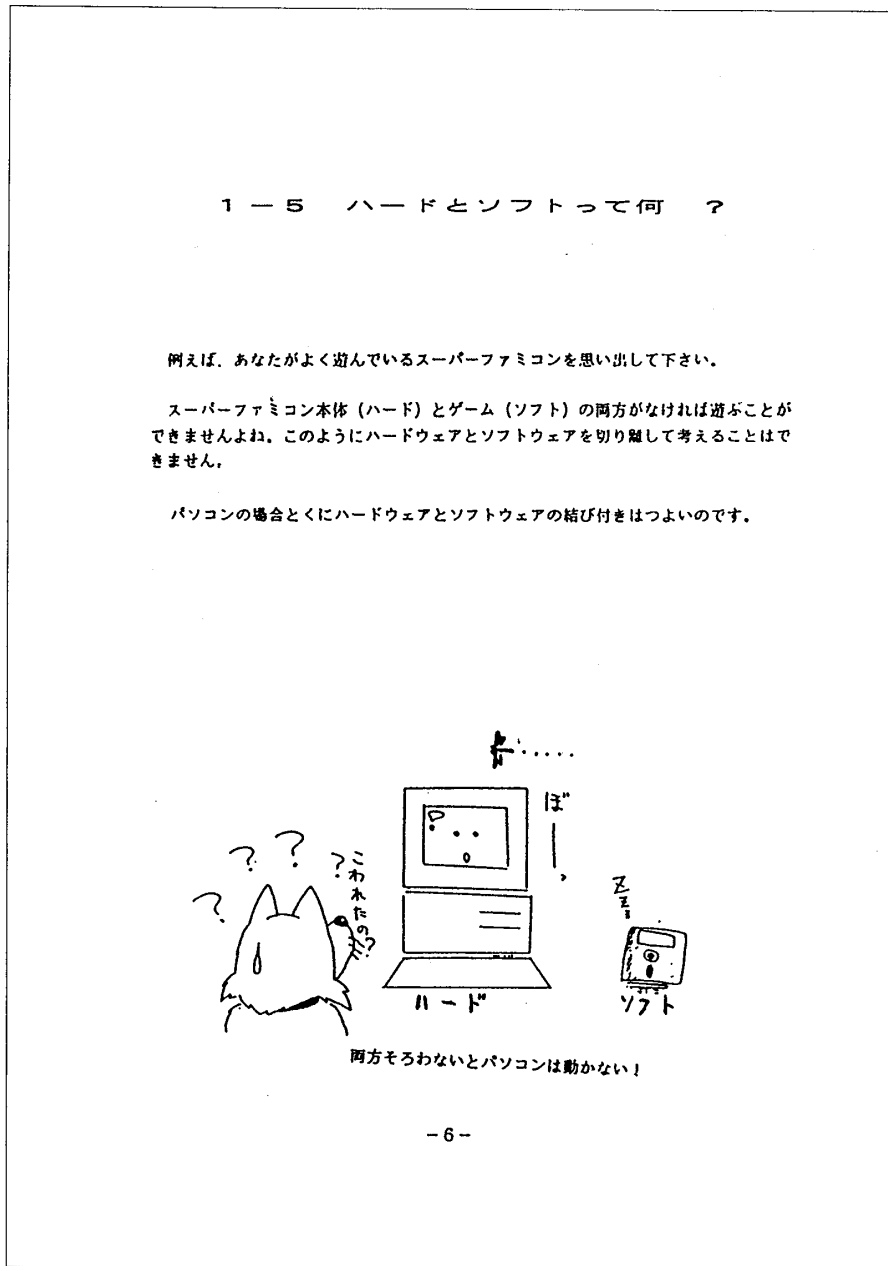 1－5　ハードとソフトって何　？
例えば、あなたがよく遊んでいるスーパーファミコンを思い出して下さい。
スーパーファミコン本体（ハード）とゲーム（ソフト）の両方がなければ遊ぶことが
できませんよね。このようにハードウェアとソフトウェアを切り離して考えることはで
きません。
パソコンの場合とくにハードウェアとソフトウェアの結び付きはつよいのです。
？
？
？
？
こわれたの？
ぼーっ
ハード
Zzz
ソフト
両方そろわないとパソコンは動かない！
－6－